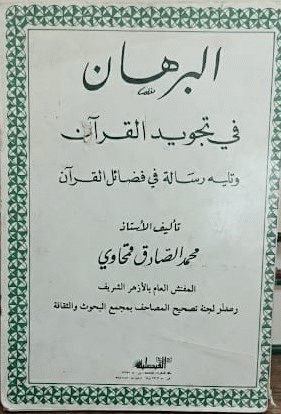 البرهان
في تجويد القرآن
وتليه رسالة في فضائل القرآن
تأليف الأستاذ
محمد الصادق قمحاوي
المفتش العام بالأزهر الشريف
وعضو لجنة تصحيح المصاحف بمجمع البحوث والثقافة